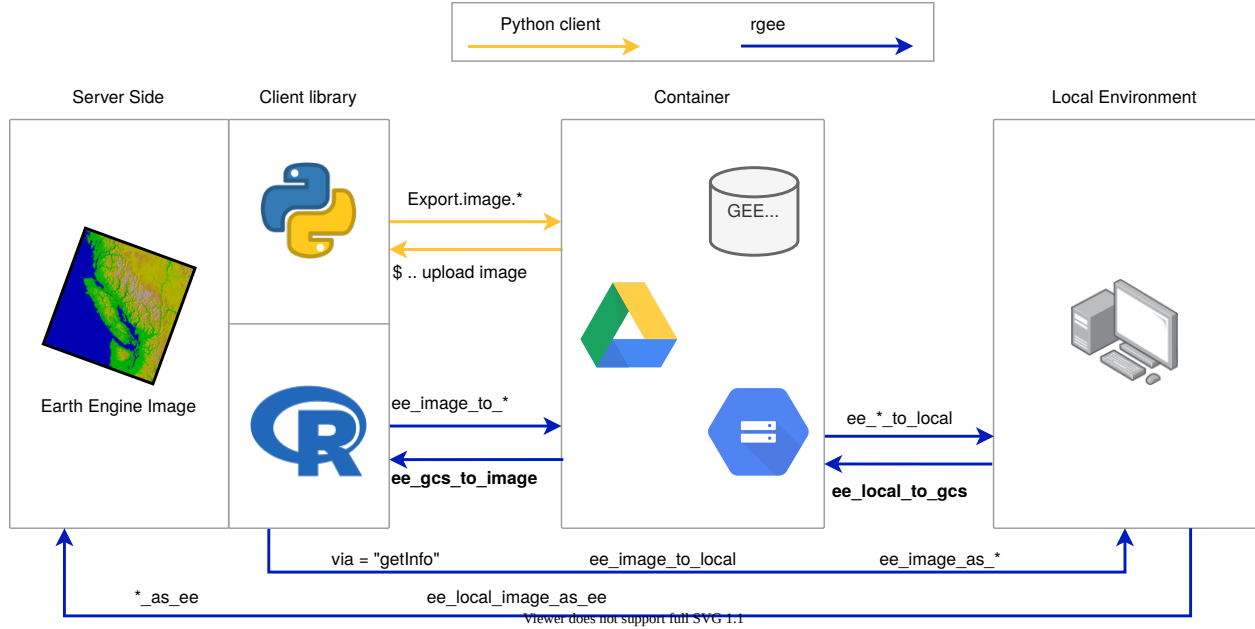 Python client
rgee
Server Side
Client library
Container
Local Environment
Export.image.*
GEE...
$ .. upload image
Earth Engine Image
ee_image_to_*
ee_gcs_to_image
ee_*_to_local
ee_local_to_gcs
via = "getInfo"
ee_image_to_local
ee_image_as_*
*_as_ee
ee_local_image_as_ee
Viewer does not support full SVG 1.1